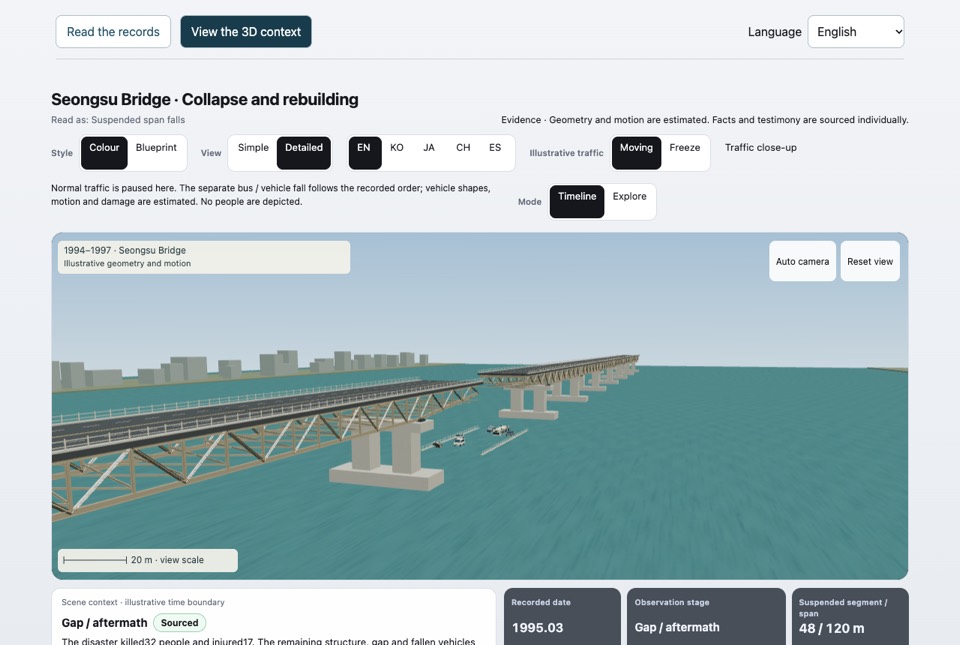 Read the records
View the 3D context
Language
English
Seongsu Bridge · Collapse and rebuilding
Read as: Suspended span falls
Evidence · Geometry and motion are estimated. Facts and testimony are sourced individually.
Style
Colour
Blueprint
View
Simple
Detailed
EN
KO
JA
CH
ES
Illustrative traffic
Moving
Freeze
Traffic close-up
Normal traffic is paused here. The separate bus / vehicle fall follows the recorded order; vehicle shapes,
motion and damage are estimated. No people are depicted.
Mode
Timeline
Explore
1994–1997 · Seongsu Bridge
Illustrative geometry and motion
Auto camera
Reset view
20 m · view scale
Scene context · illustrative time boundary
Gap / aftermath
Sourced
The disaster killed32 people and injured17. The remaining structure, gap and fallen vehicles
Recorded date
1995.03
Observation stage
Gap / aftermath
Suspended segment /
span
48 / 120 m